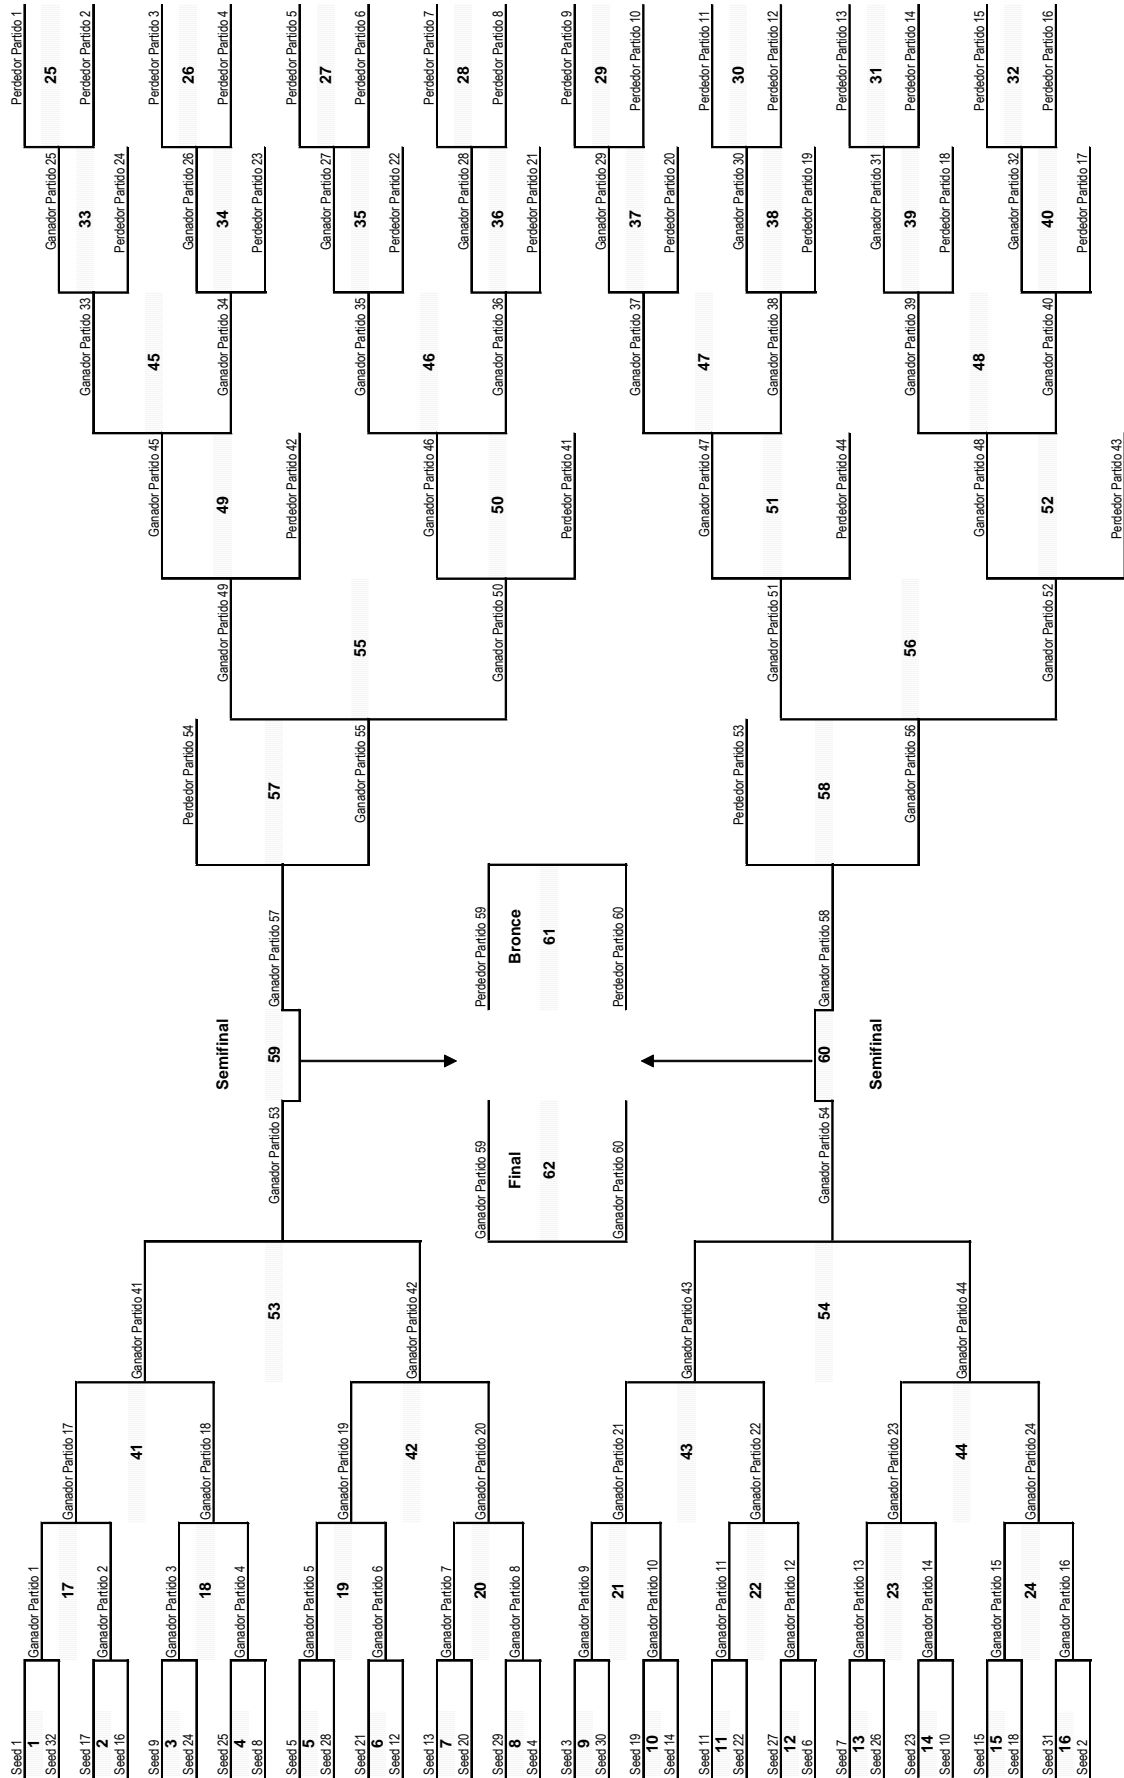 Seed 1
1
Seed 32
Seed 17
2
Seed 16
Seed 9
3
Seed 24
Seed 25
4
Seed 8
Seed 5
5
Seed 28
Seed 21
6
Seed 12
Seed 13
7
Seed 20
Seed 29
8
Seed 4
Seed 3
9
Seed 30
Seed 19
10
Seed 14
Seed 11
11
Seed 22
Seed 27
12
Seed 6
Seed 7
13
Seed 26
Seed 23
14
Seed 10
Seed 15
15
Seed 18
Seed 31
16
Seed 2
Ganador Partido 1
17
Ganador Partido 2
Ganador Partido 3
18
Ganador Partido 4
Ganador Partido 5
19
Ganador Partido 6
Ganador Partido 7
20
Ganador Partido 8
Ganador Partido 9
21
Ganador Partido 10
Ganador Partido 11
22
Ganador Partido 12
Ganador Partido 13
23
Ganador Partido 14
Ganador Partido 15
24
Ganador Partido 16
Ganador Partido 17
41
Ganador Partido 18
Ganador Partido 19
42
Ganador Partido 20
Ganador Partido 21
43
Ganador Partido 22
Ganador Partido 23
44
Ganador Partido 24
Ganador Partido 41
53
Ganador Partido 42
Ganador Partido 43
54
Ganador Partido 44
Ganador Partido 53
Ganador Partido 59
Final
62
Ganador Partido 60
Ganador Partido 54
Semifinal
59
60
Semifinal
Ganador Partido 57
Perdedor Partido 59
Bronce
61
Perdedor Partido 60
Ganador Partido 58
Perdedor Partido 54
57
Ganador Partido 55
Perdedor Partido 53
58
Ganador Partido 56
Ganador Partido 49
55
Ganador Partido 50
Ganador Partido 51
56
Ganador Partido 52
Ganador Partido 45
49
Perdedor Partido 42
Ganador Partido 46
50
Perdedor Partido 41
Ganador Partido 47
51
Perdedor Partido 44
Ganador Partido 48
52
Perdedor Partido 43
Ganador Partido 33
45
Ganador Partido 34
Ganador Partido 35
46
Ganador Partido 36
Ganador Partido 37
47
Ganador Partido 38
Ganador Partido 39
48
Ganador Partido 40
Ganador Partido 25
33
Perdedor Partido 24
Ganador Partido 26
34
Perdedor Partido 23
Ganador Partido 27
35
Perdedor Partido 22
Ganador Partido 28
36
Perdedor Partido 21
Ganador Partido 29
37
Perdedor Partido 20
Ganador Partido 30
38
Perdedor Partido 19
Ganador Partido 31
39
Perdedor Partido 18
Ganador Partido 32
40
Perdedor Partido 17
Perdedor Partido 1
25
Perdedor Partido 2
Perdedor Partido 3
26
Perdedor Partido 4
Perdedor Partido 5
27
Perdedor Partido 6
Perdedor Partido 7
28
Perdedor Partido 8
Perdedor Partido 9
29
Perdedor Partido 10
Perdedor Partido 11
30
Perdedor Partido 12
Perdedor Partido 13
31
Perdedor Partido 14
Perdedor Partido 15
32
Perdedor Partido 16